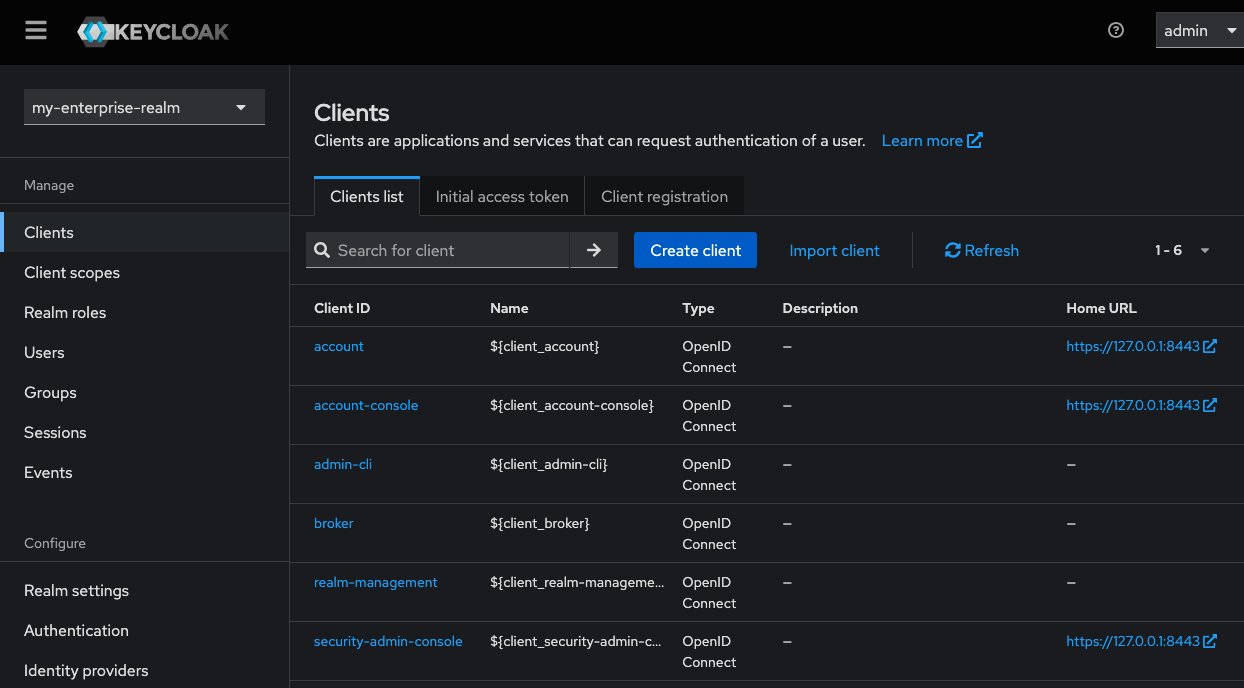 KEYCLOAK
admin
my-enterprise-realm
Manage
Clients
Client scopes
Realm roles
Users
Groups
Sessions
Events
Configure
Realm settings
Authentication
Identity providers
Clients
Clients are applications and services that can request authentication of a user. Learn more
Clients list Initial access token Client registration
Search for client Create client Import client Refresh 1 - 6
Client ID Name Type Description Home URL
account ${client_account} OpenID Connect – https://127.0.0.1:8443
account-console ${client_account-console} OpenID Connect – https://127.0.0.1:8443
admin-cli ${client_admin-cli} OpenID Connect – –
broker ${client_broker} OpenID Connect – –
realm-management ${client_realm-manageme... OpenID Connect – –
security-admin-console ${client_security-admin-c... OpenID Connect – https://127.0.0.1:8443